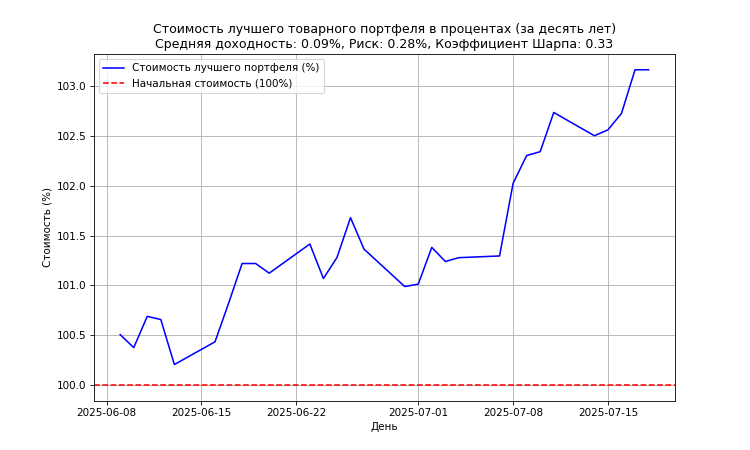 Стоимость лучшего товарного портфеля в процентах (за десять лет)
Средняя доходность: 0.09%, Риск: 0.28%, Коэффициент Шарпа: 0.33
Стоимость лучшего портфеля (%)
Начальная стоимость (100%)
Стоимость (%)
103.0
102.5
102.0
101.5
101.0
100.5
100.0
2025-06-08
2025-06-15
2025-06-22
2025-07-01
2025-07-08
2025-07-15
День